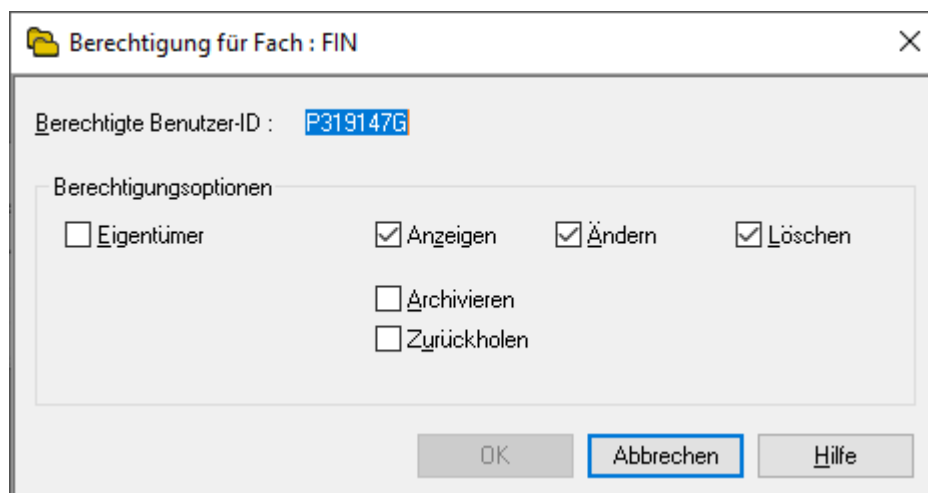 Berechtigung für Fach : FIN
Berechtigte Benutzer-ID : P319147G
Berechtigungsoptionen
Eigentümer Anzeigen Ändern Löschen
Archivieren
Zurückholen
OK Abbrechen Hilfe